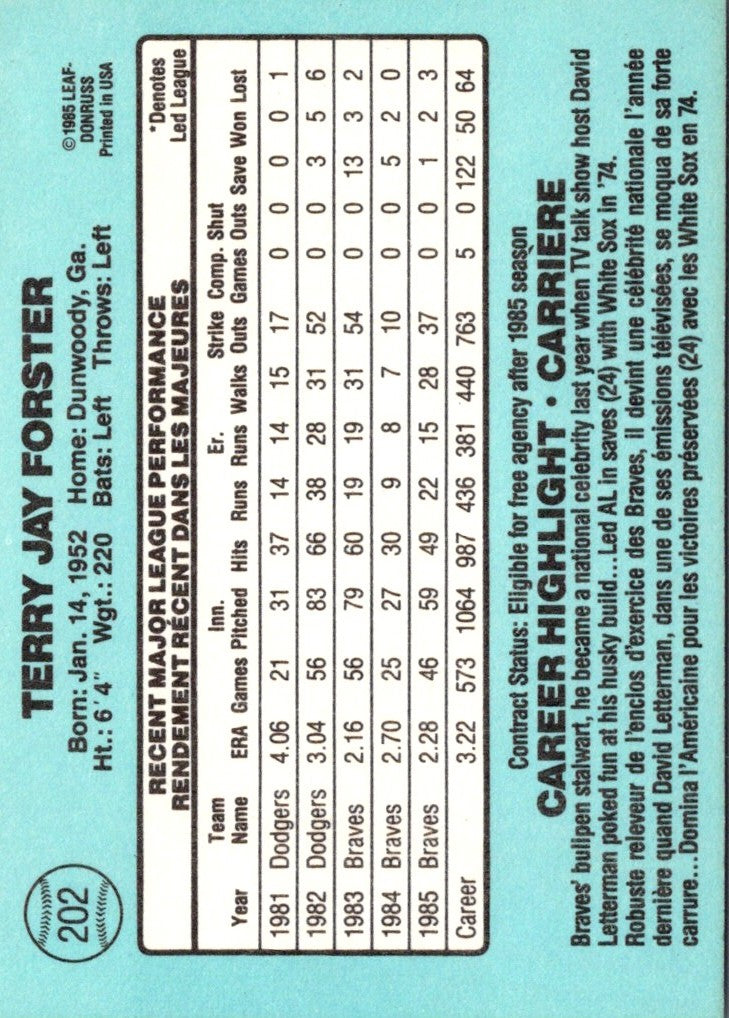 202
TERRY JAY FORSTER
Born: Jan. 14, 1952 Home: Dunwoody, Ga.
Ht.: 6'4" Wgt.: 220 Bats: Left Throws: Left
©1985 LEAF-
DONRUSS
Printed in USA
RECENT MAJOR LEAGUE PERFORMANCE
RENDEMENT RÉCENT DANS LES MAJEURES
*Denotes
Led League
Team Inn. Er. Strike Comp. Shut
Year Name ERA Games Pitched Hits Runs Runs Walks Outs Games Outs Save Won Lost
1981 Dodgers 4.06 21 31 37 14 14 15 17 0 0 0 0 1
1982 Dodgers 3.04 56 83 66 38 28 31 52 0 0 3 5 6
1983 Braves 2.16 56 79 60 19 19 31 54 0 0 13 3 2
1984 Braves 2.70 25 27 30 9 8 7 10 0 0 5 2 0
1985 Braves 2.28 46 59 49 22 15 28 37 0 0 1 2 3
Career 3.22 573 1064 987 436 381 440 763 5 0 122 50 64
Contract Status: Eligible for free agency after 1985 season
CAREER HIGHLIGHT • CARRIERE
Braves' bullpen stalwart, he became a national celebrity last year when TV talk show host David
Letterman poked fun at his husky build...Led AL in saves (24) with White Sox in '74.
Robuste releveur de l'enclos d'exercice des Braves, il devint une célébrité nationale l'année
dernière quand David Letterman, dans une de ses émissions télévisées, se moqua de sa forte
carrure...Domina l'Américaine pour les victoires préservées (24) avec les White Sox en 74.